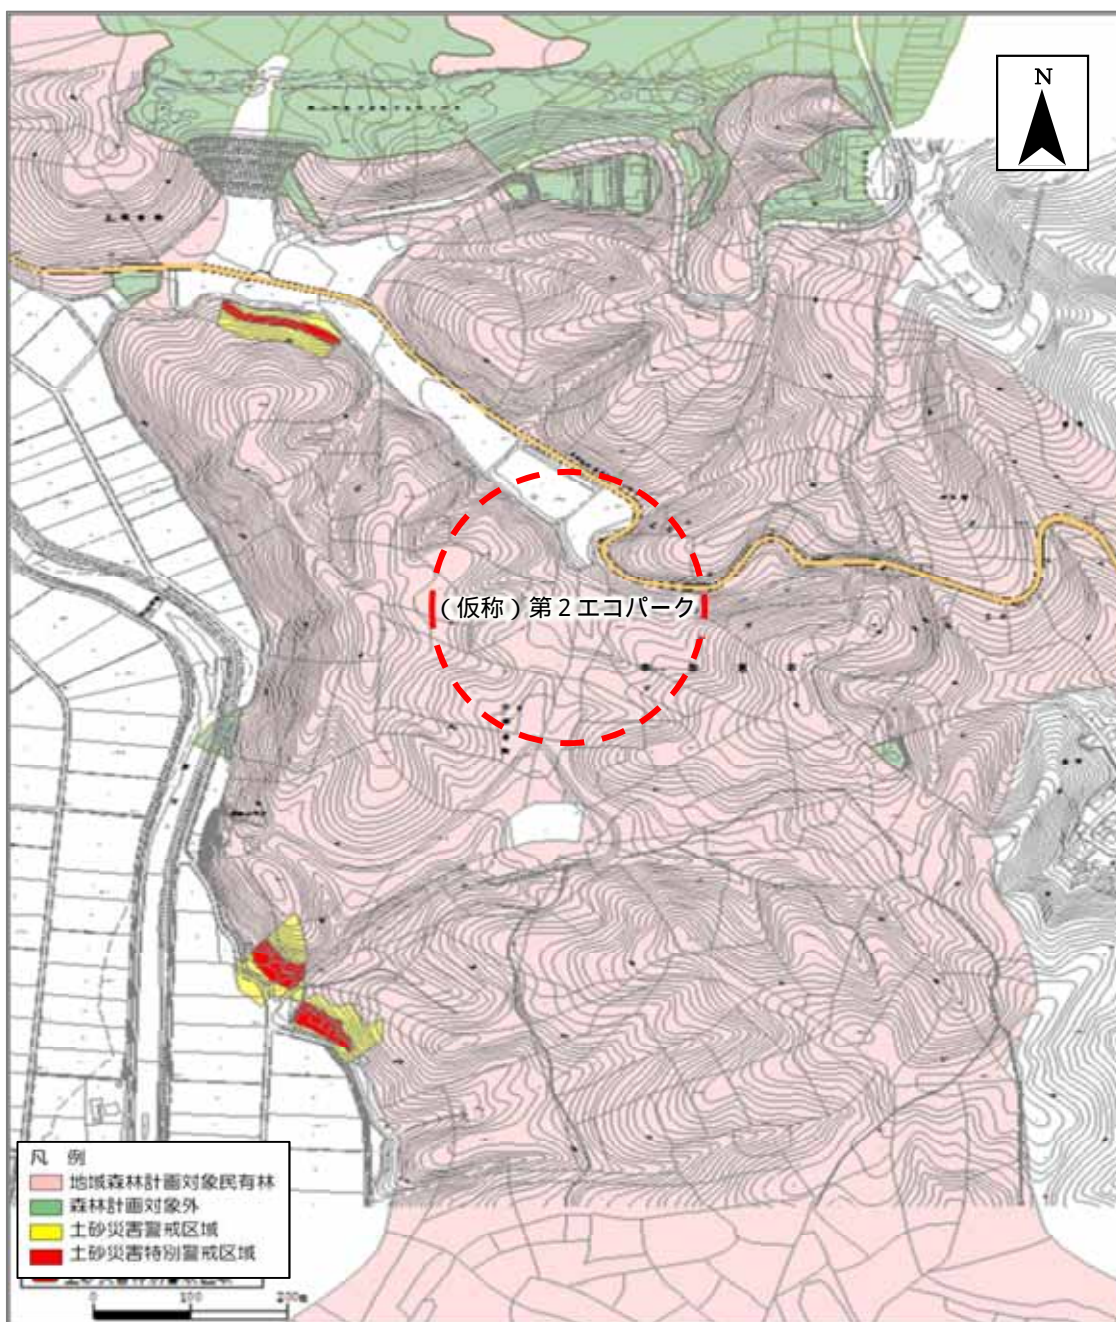 N
(仮称)第2エコパーク
凡 例
地域森林計画対象民有林
森林計画対象外
土砂災害警戒区域
土砂災害特別警戒区域
0 100 200m